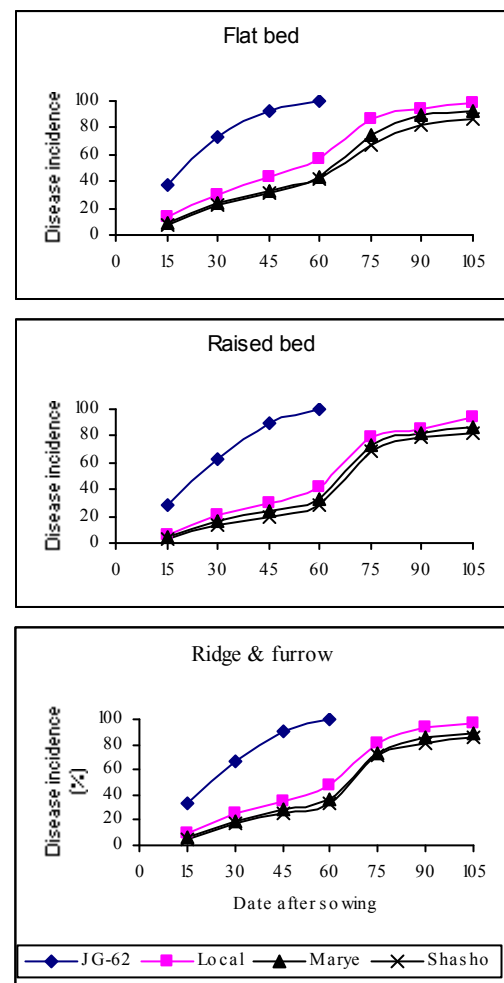 Flat bed
Disease incidence
100
80
60
40
20
0
0 15 30 45 60 75 90 105
Raised bed
Disease incidence
100
80
60
40
20
0
0 15 30 45 60 75 90 105
Ridge & furrow
Disease incidence
(%)
100
80
60
40
20
0
0 15 30 45 60 75 90 105
Date after sowing
JG-62 Local Marye Shasho